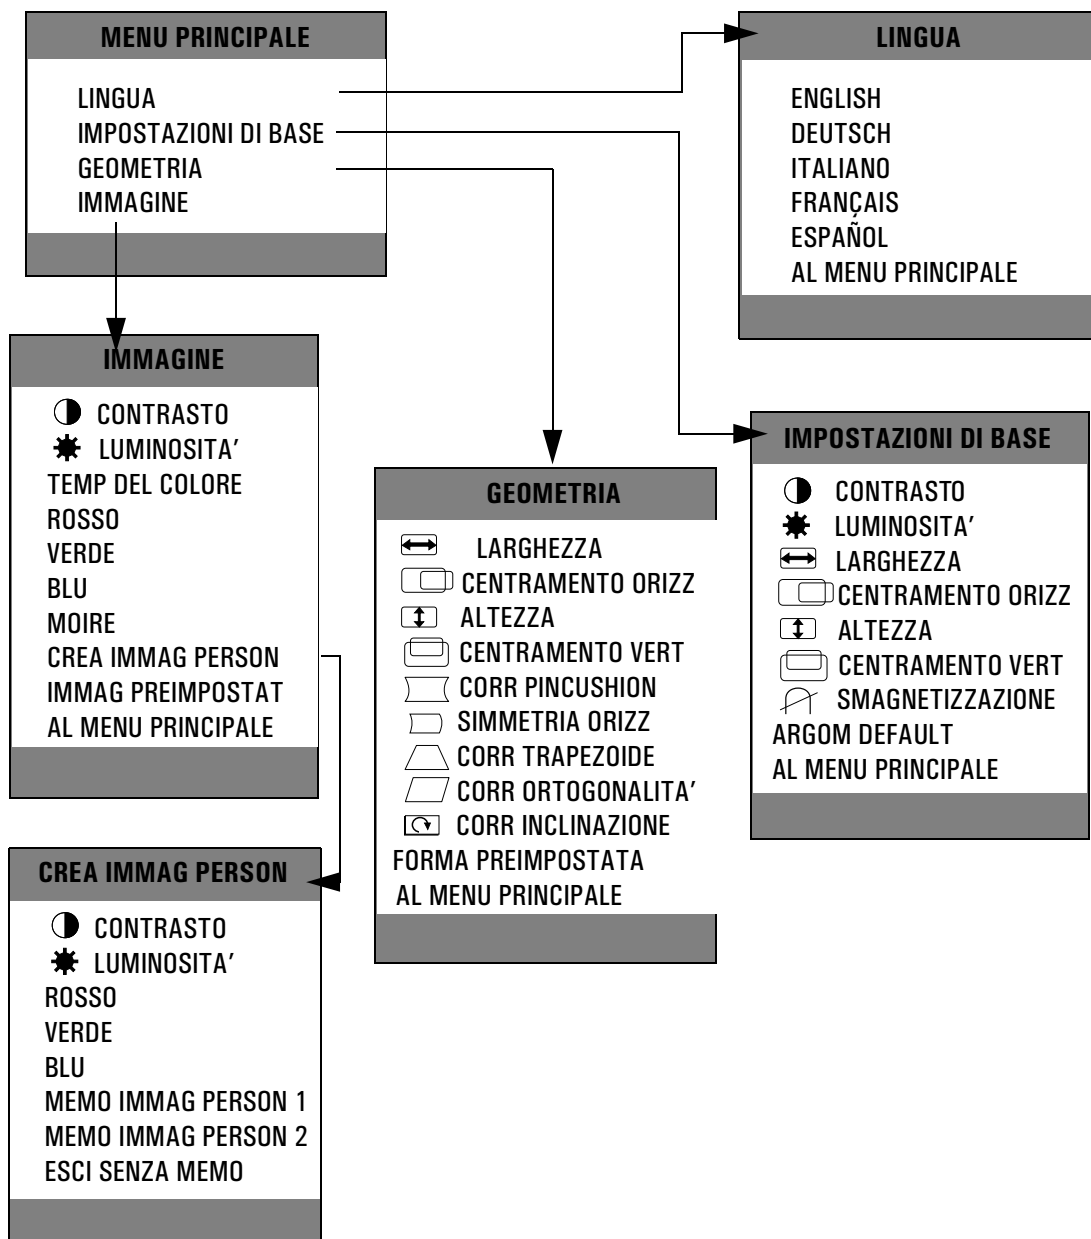 MENU PRINCIPALE
LINGUA
IMPOSTAZIONI DI BASE
GEOMETRIA
IMMAGINE
LINGUA
ENGLISH
DEUTSCH
ITALIANO
FRANÇAIS
ESPAÑOL
AL MENU PRINCIPALE
IMMAGINE
CONTRASTO
LUMINOSITA’
TEMP DEL COLORE
ROSSO
VERDE
BLU
MOIRE
CREA IMMAG PERSON
IMMAG PREIMPOSTAT
AL MENU PRINCIPALE
GEOMETRIA
LARGHEZZA
CENTRAMENTO ORIZZ
ALTEZZA
CENTRAMENTO VERT
CORR PINCUSHION
SIMMETRIA ORIZZ
CORR TRAPEZOIDE
CORR ORTOGONALITA’
CORR INCLINAZIONE
FORMA PREIMPOSTATA
AL MENU PRINCIPALE
IMPOSTAZIONI DI BASE
CONTRASTO
LUMINOSITA’
LARGHEZZA
CENTRAMENTO ORIZZ
ALTEZZA
CENTRAMENTO VERT
SMAGNETIZZAZIONE
ARGOM DEFAULT
AL MENU PRINCIPALE
CREA IMMAG PERSON
CONTRASTO
LUMINOSITA’
ROSSO
VERDE
BLU
MEMO IMMAG PERSON 1
MEMO IMMAG PERSON 2
ESCI SENZA MEMO